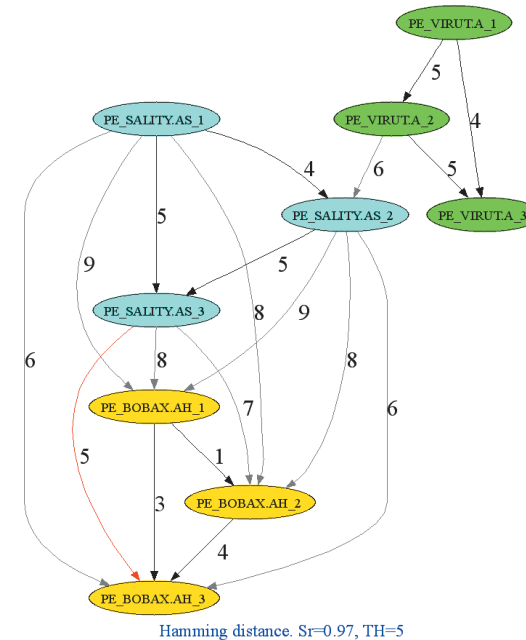 PE_VIRUT.A_1
5
PE_SALITY.AS_1
PE_VIRUT.A_2
4
4
6
5
5
PE_SALITY.AS_2
PE_VIRUT.A_3
9
5
8
9
PE_SALITY.AS_3
6
8
8
PE_BOBAX.AH_1
7
6
5
1
PE_BOBAX.AH_2
3
4
PE_BOBAX.AH_3
Hamming distance. Sr=0.97, TH=5